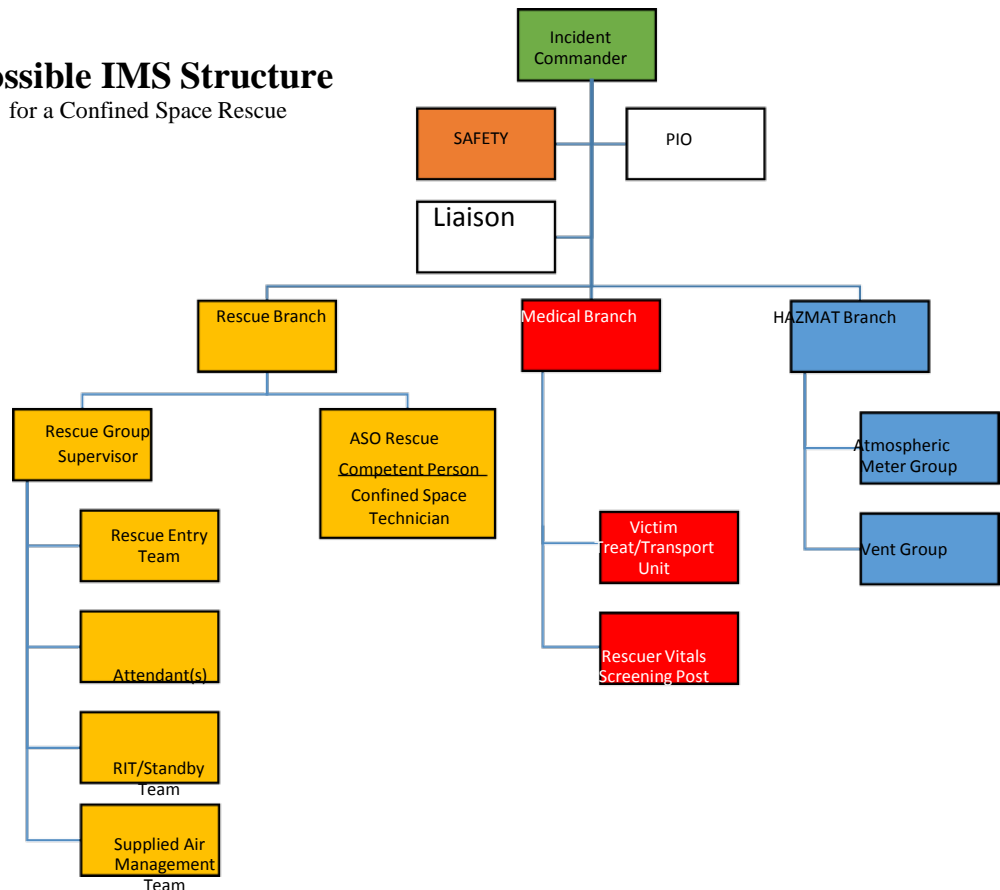 ossible IMS Structure
for a Confined Space Rescue
Incident
Commander
SAFETY
PIO
Liaison
Rescue Branch
Medical Branch
HAZMAT Branch
Rescue Group
Supervisor
ASO Rescue
Competent Person
Confined Space
Technician
Atmospheric
Meter Group
Rescue Entry
Team
Victim
Treat/Transport
Unit
Vent Group
Attendant(s)
Rescuer Vitals
Screening Post
RIT/Standby
Team
Supplied Air
Management
Team